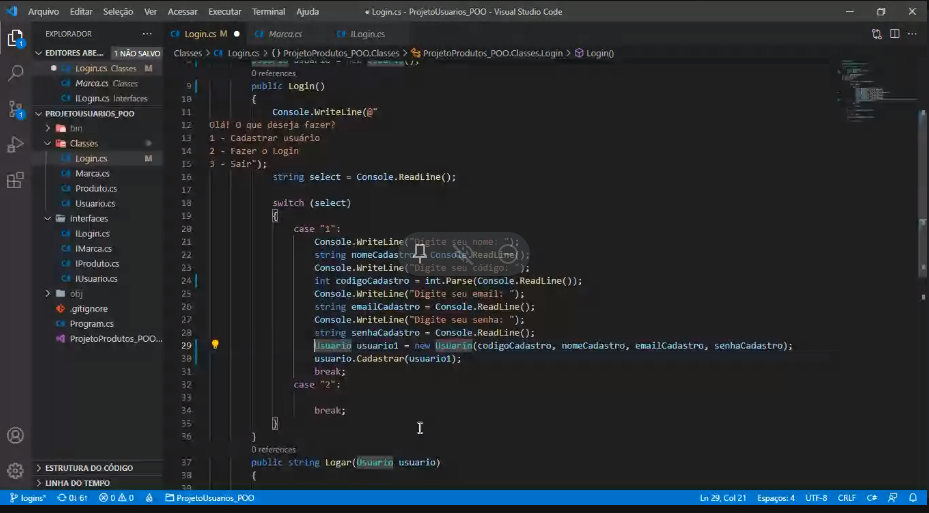 Arquivo Editar Seleção Ver Acessar Executar Terminal Ajuda
● Login.cs - ProjetoUsuarios_POO - Visual Studio Code
EXPLORADOR ...
EDITORES ABE... 1 NÃO SALVO
Login.cs Classes M
Marca.cs Classes
ILogin.cs Interfaces
PROJETOUSUARIOS_POO
bin
Classes
Login.cs M
Marca.cs
Produto.cs
Usuario.cs
Interfaces
ILogin.cs
IMarca.cs
IProduto.cs
IUsuario.cs
obj
.gitignore
Program.cs
ProjetoProdutos_POO...
ESTRUTURA DO CÓDIGO
LINHA DO TEMPO
Login.cs M ● Marca.cs ILogin.cs
Classes > Login.cs > {} ProjetoProdutos_POO.Classes > ProjetoProdutos_POO.Classes.Login > Login()
0 references
9 public Login()
10 {
11 Console.WriteLine(@"
12 Olá! O que deseja fazer?
13 1 - Cadastrar usuário
14 2 - Fazer o Login
15 3 - Sair");
16 string select = Console.ReadLine();
17
18 switch (select)
19 {
20 case "1":
21 Console.WriteLine("Digite seu nome: ");
22 string nomeCadastro = Console.ReadLine();
23 Console.WriteLine("Digite seu código: ");
24 int codigoCadastro = int.Parse(Console.ReadLine());
25 Console.WriteLine("Digite seu email: ");
26 string emailCadastro = Console.ReadLine();
27 Console.WriteLine("Digite seu senha: ");
28 string senhaCadastro = Console.ReadLine();
29 Usuario usuario1 = new Usuario(codigoCadastro, nomeCadastro, emailCadastro, senhaCadastro);
30 usuario.Cadastrar(usuario1);
31 break;
32 case "2":
33
34 break;
35 }
36 }
0 references
37 public string Logar(Usuario usuario)
38 {
logins* 0↓ 6↑ 0 0 ProjetoUsuarios_POO Ln 29, Col 21 Espaços: 4 UTF-8 CRLF C#